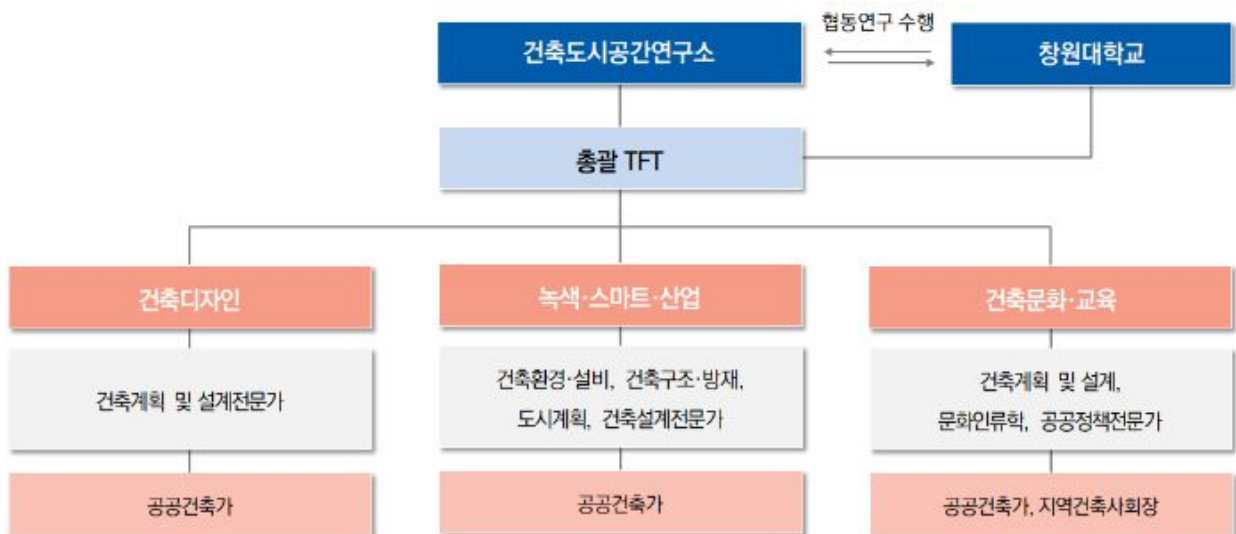 협동연구 수행
건축도시공간연구소
창원대학교
총괄 TFT
건축디자인
녹색·스마트·산업
건축문화·교육
건축계획 및 설계전문가
건축환경·설비, 건축구조·방재,
도시계획, 건축설계전문가
건축계획 및 설계,
문화인류학, 공공정책전문가
공공건축가
공공건축가
공공건축가, 지역건축사회장